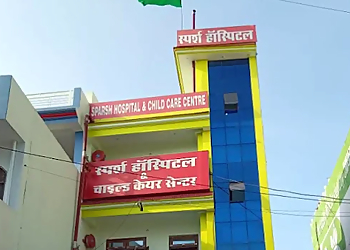 स्पर्श हॉस्पिटल
SPARSH HOSPITAL & CHILD CARE CENTRE
स्पर्श हॉस्पिटल
&
चाइल्ड केयर सेन्टर